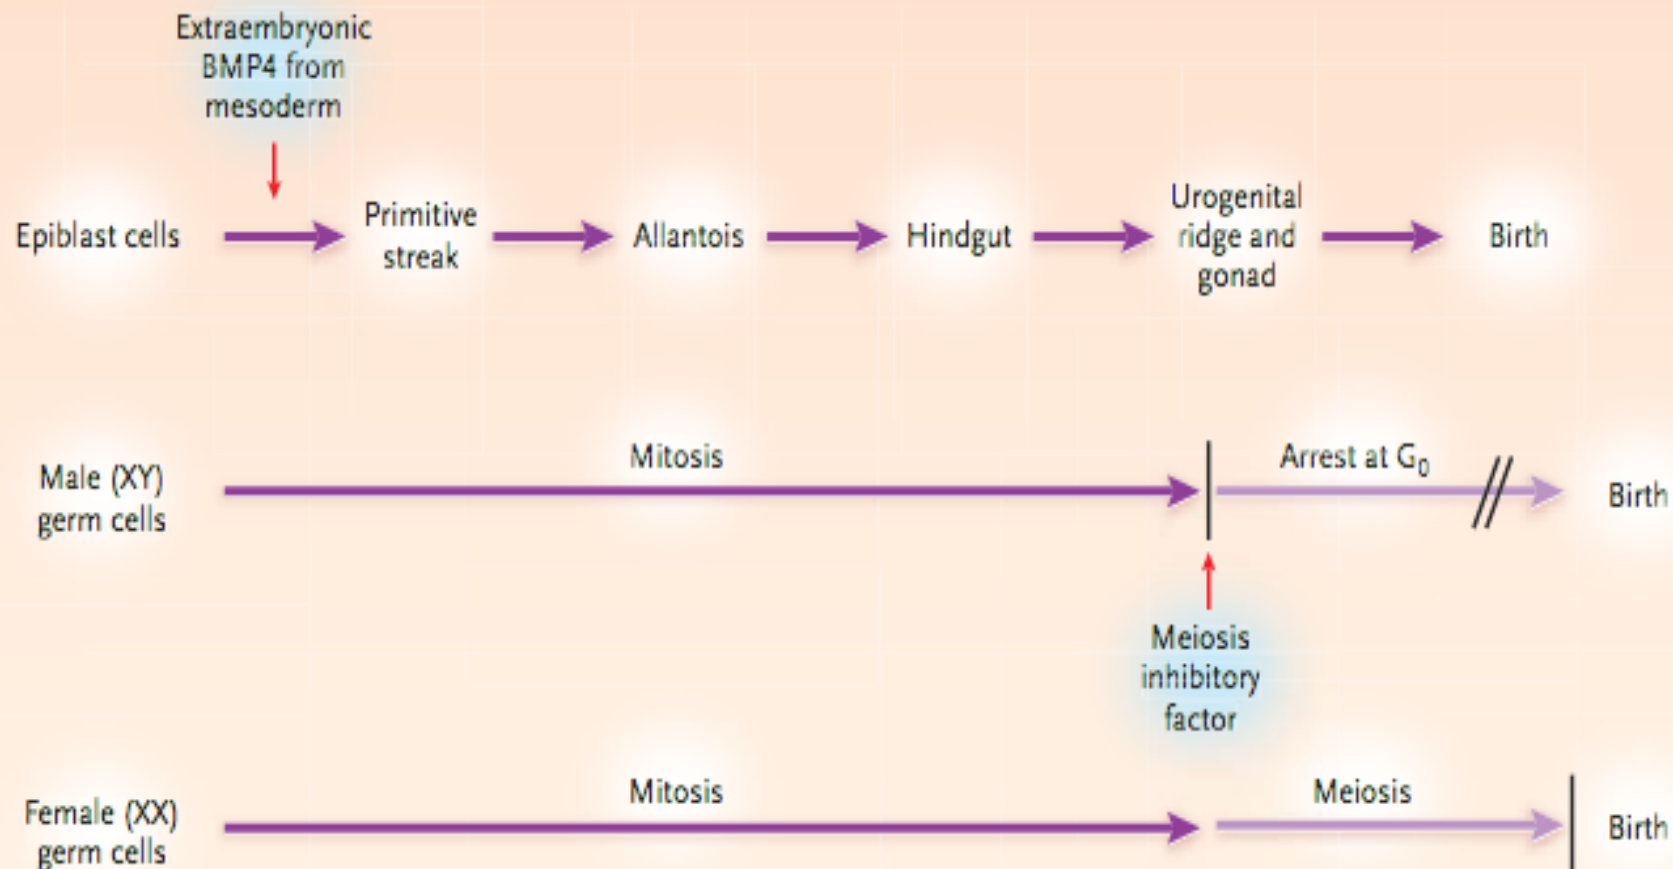 Extraembryonic
BMP4 from
mesoderm
Epiblast cells
Primitive
streak
Allantois
Hindgut
Urogenital
ridge and
gonad
Birth
Male (XY)
germ cells
Mitosis
Arrest at G₀
Birth
Meiosis
inhibitory
factor
Female (XX)
germ cells
Mitosis
Meiosis
Birth